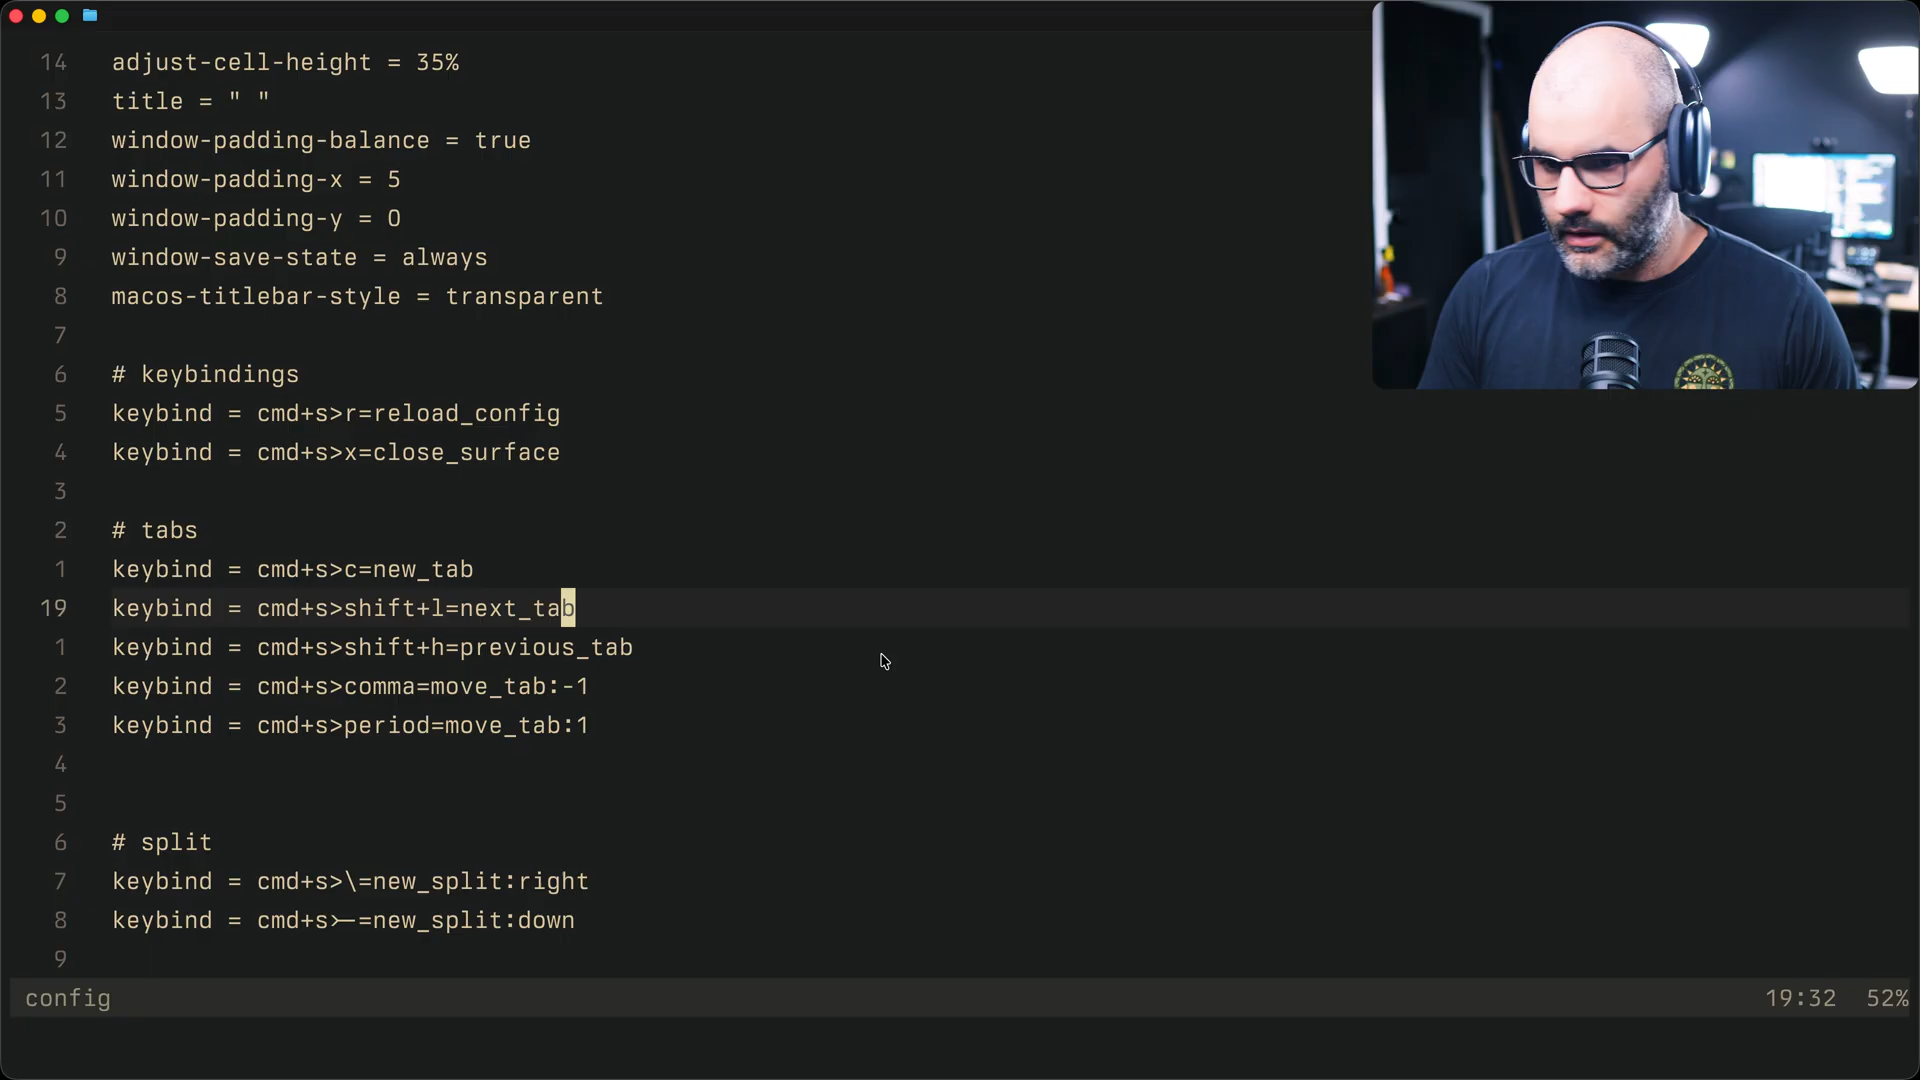 14 adjust-cell-height = 35%
13 title = " "
12 window-padding-balance = true
11 window-padding-x = 5
10 window-padding-y = 0
9 window-save-state = always
8 macos-titlebar-style = transparent
7
6 # keybindings
5 keybind = cmd+s>r=reload_config
4 keybind = cmd+s>x=close_surface
3
2 # tabs
1 keybind = cmd+s>c=new_tab
19 keybind = cmd+s>shift+l=next_tab
1 keybind = cmd+s>shift+h=previous_tab
2 keybind = cmd+s>comma=move_tab:-1
3 keybind = cmd+s>period=move_tab:1
4
5
6 # split
7 keybind = cmd+s>\=new_split:right
8 keybind = cmd+s>-=new_split:down
9
config 19:32 52%